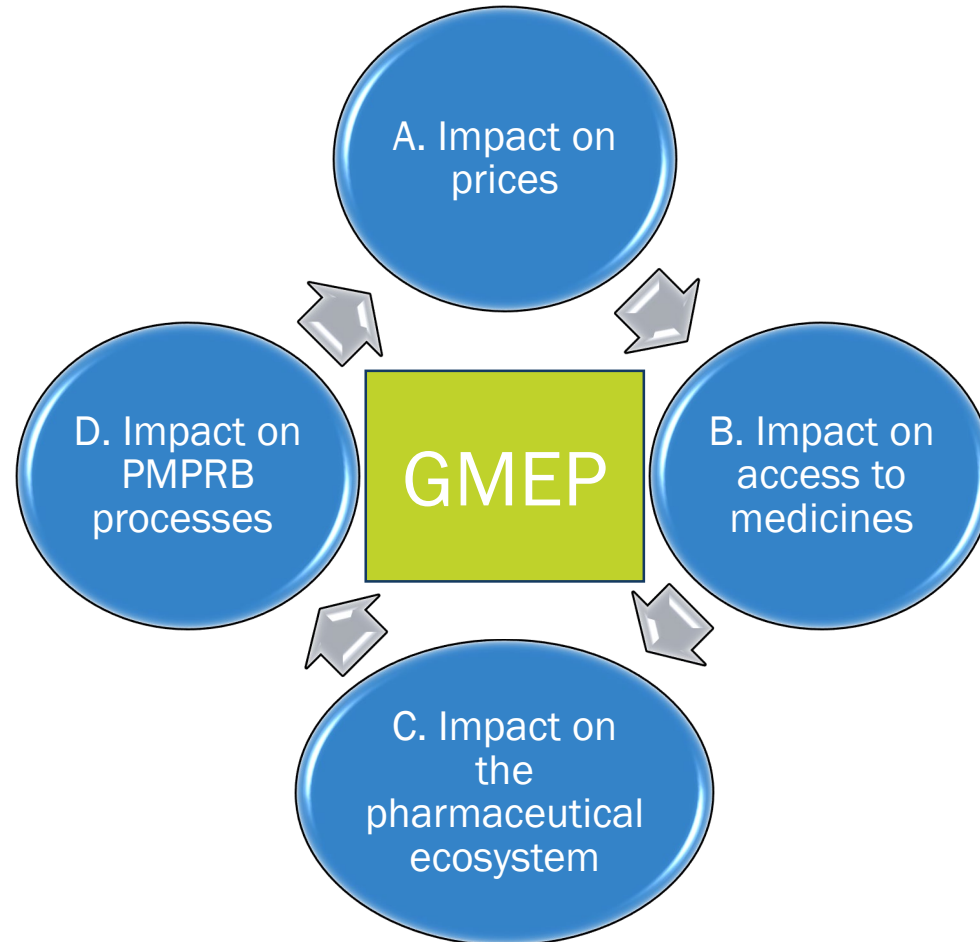 A. Impact on
prices
D. Impact on
PMPRB
processes
GMEP
B. Impact on
access to
medicines
C. Impact on
the
pharmaceutical
ecosystem